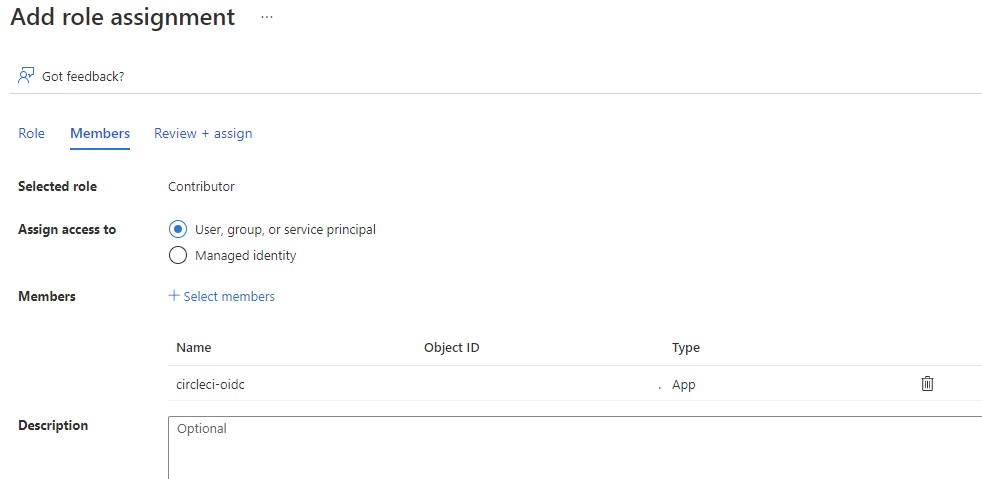 Add role assignment ...
Got feedback?
Role Members Review + assign
Selected role Contributor
Assign access to User, group, or service principal
Managed identity
Members + Select members
Name Object ID Type
circleci-oidc . App
Description Optional